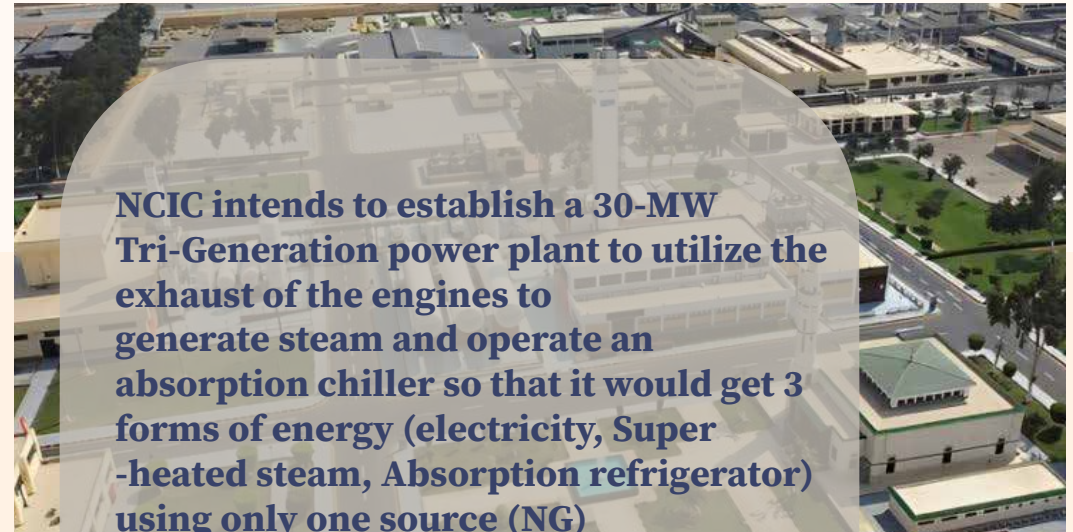 NCIC intends to establish a 30-MW
Tri-Generation power plant to utilize the
exhaust of the engines to
generate steam and operate an
absorption chiller so that it would get 3
forms of energy (electricity, Super
-heated steam, Absorption refrigerator)
using only one source (NG)